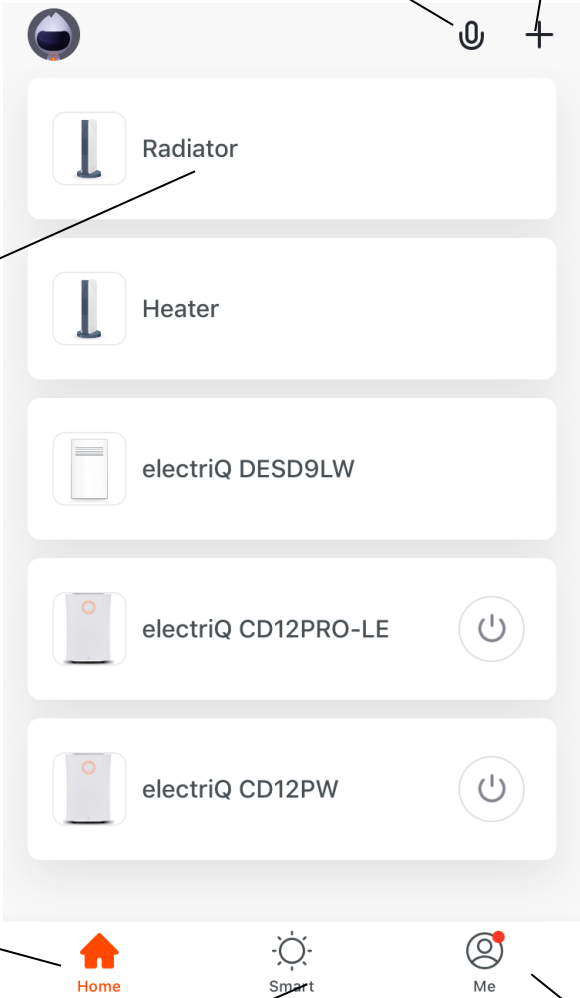 Radiator
Heater
electriQ DESD9LW
electriQ CD12PRO-LE
electriQ CD12PW
Home
Smart
Me